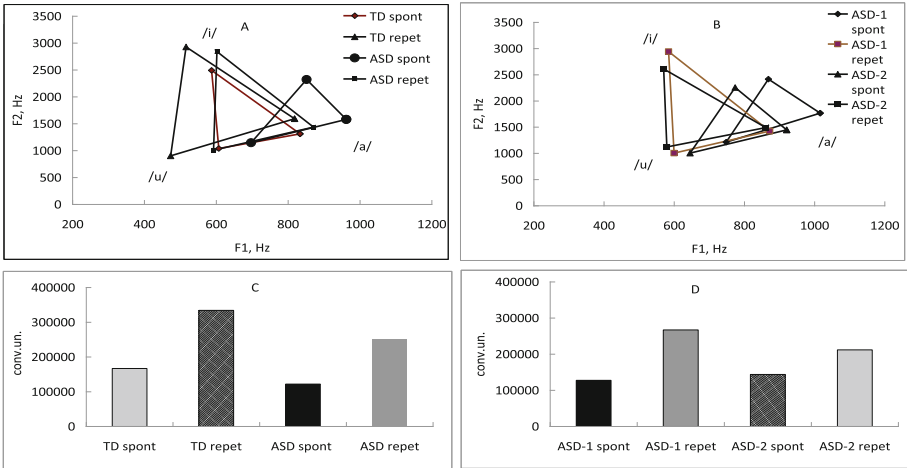 A
3500
3000
2500
2000
1500
1000
500
0
F2, Hz
/i/
/u/
/a/
TD spont
TD repet
ASD spont
ASD repet
200 400 600 800 1000 1200
F1, Hz
B
3500
3000
2500
2000
1500
1000
500
0
F2, Hz
/i/
/u/
/a/
ASD-1
spont
ASD-1
repet
ASD-2
spont
ASD-2
repet
200 400 600 800 1000 1200
F1, Hz
C
400000
300000
200000
100000
0
conv.un.
TD spont TD repet ASD spont ASD repet
D
400000
300000
200000
100000
0
conv.un.
ASD-1 spont ASD-1 repet ASD-2 spont ASD-2 repet